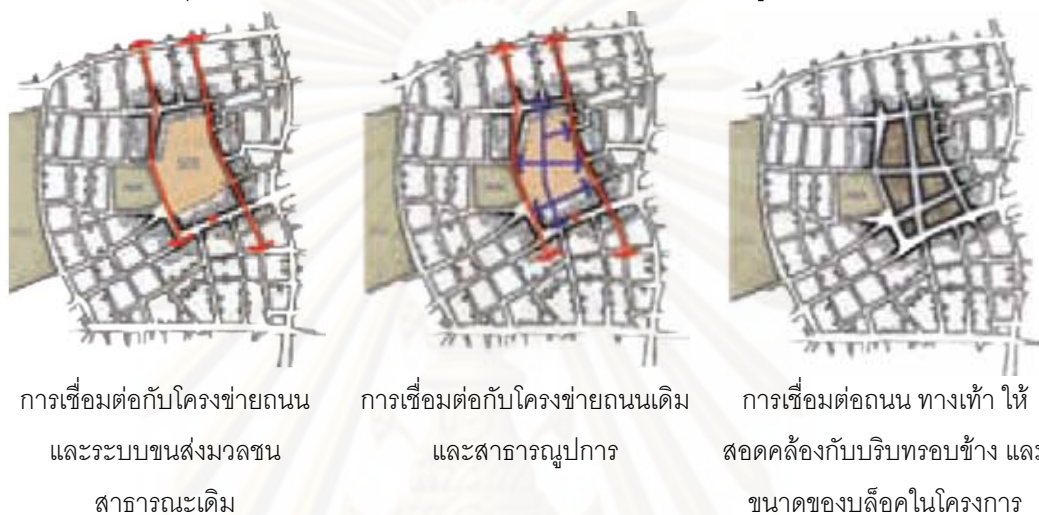 การเชื่อมต่อกับโครงข่ายถนน
และระบบขนส่งมวลชน
สาธารณะเดิม
การเชื่อมต่อกับโครงข่ายถนนเดิม
และสาธารณูปการ
การเชื่อมต่อถนน ทางเท้า ให้
สอดคล้องกับบริบทรอบข้าง และ
ขนาดของบล็อคในโครงการ